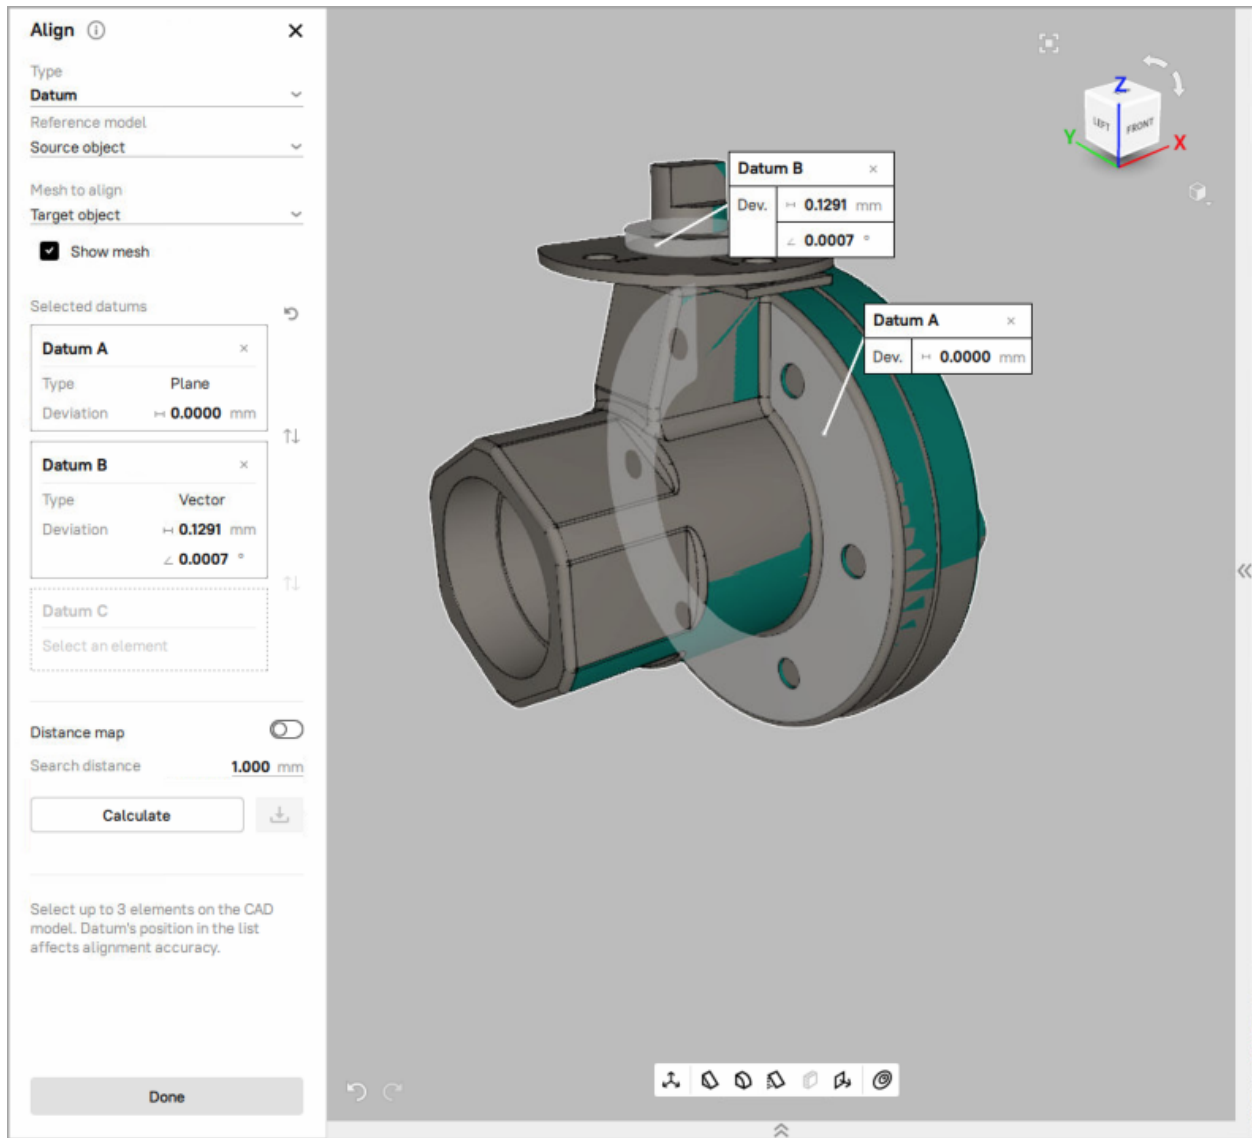 Align
Type
Datum
Reference model
Source object
Mesh to align
Target object
Show mesh
Selected datums
Datum A
Type Plane
Deviation 0.0000 mm
Datum B
Type Vector
Deviation 0.1291 mm
0.0007 °
Datum C
Select an element
Distance map
Search distance 1.000 mm
Calculate
Select up to 3 elements on the CAD
model. Datum's position in the list
affects alignment accuracy.
Done
Datum B
Dev. 0.1291 mm
0.0007 °
Datum A
Dev. 0.0000 mm
Z
LEFT FRONT
Y X